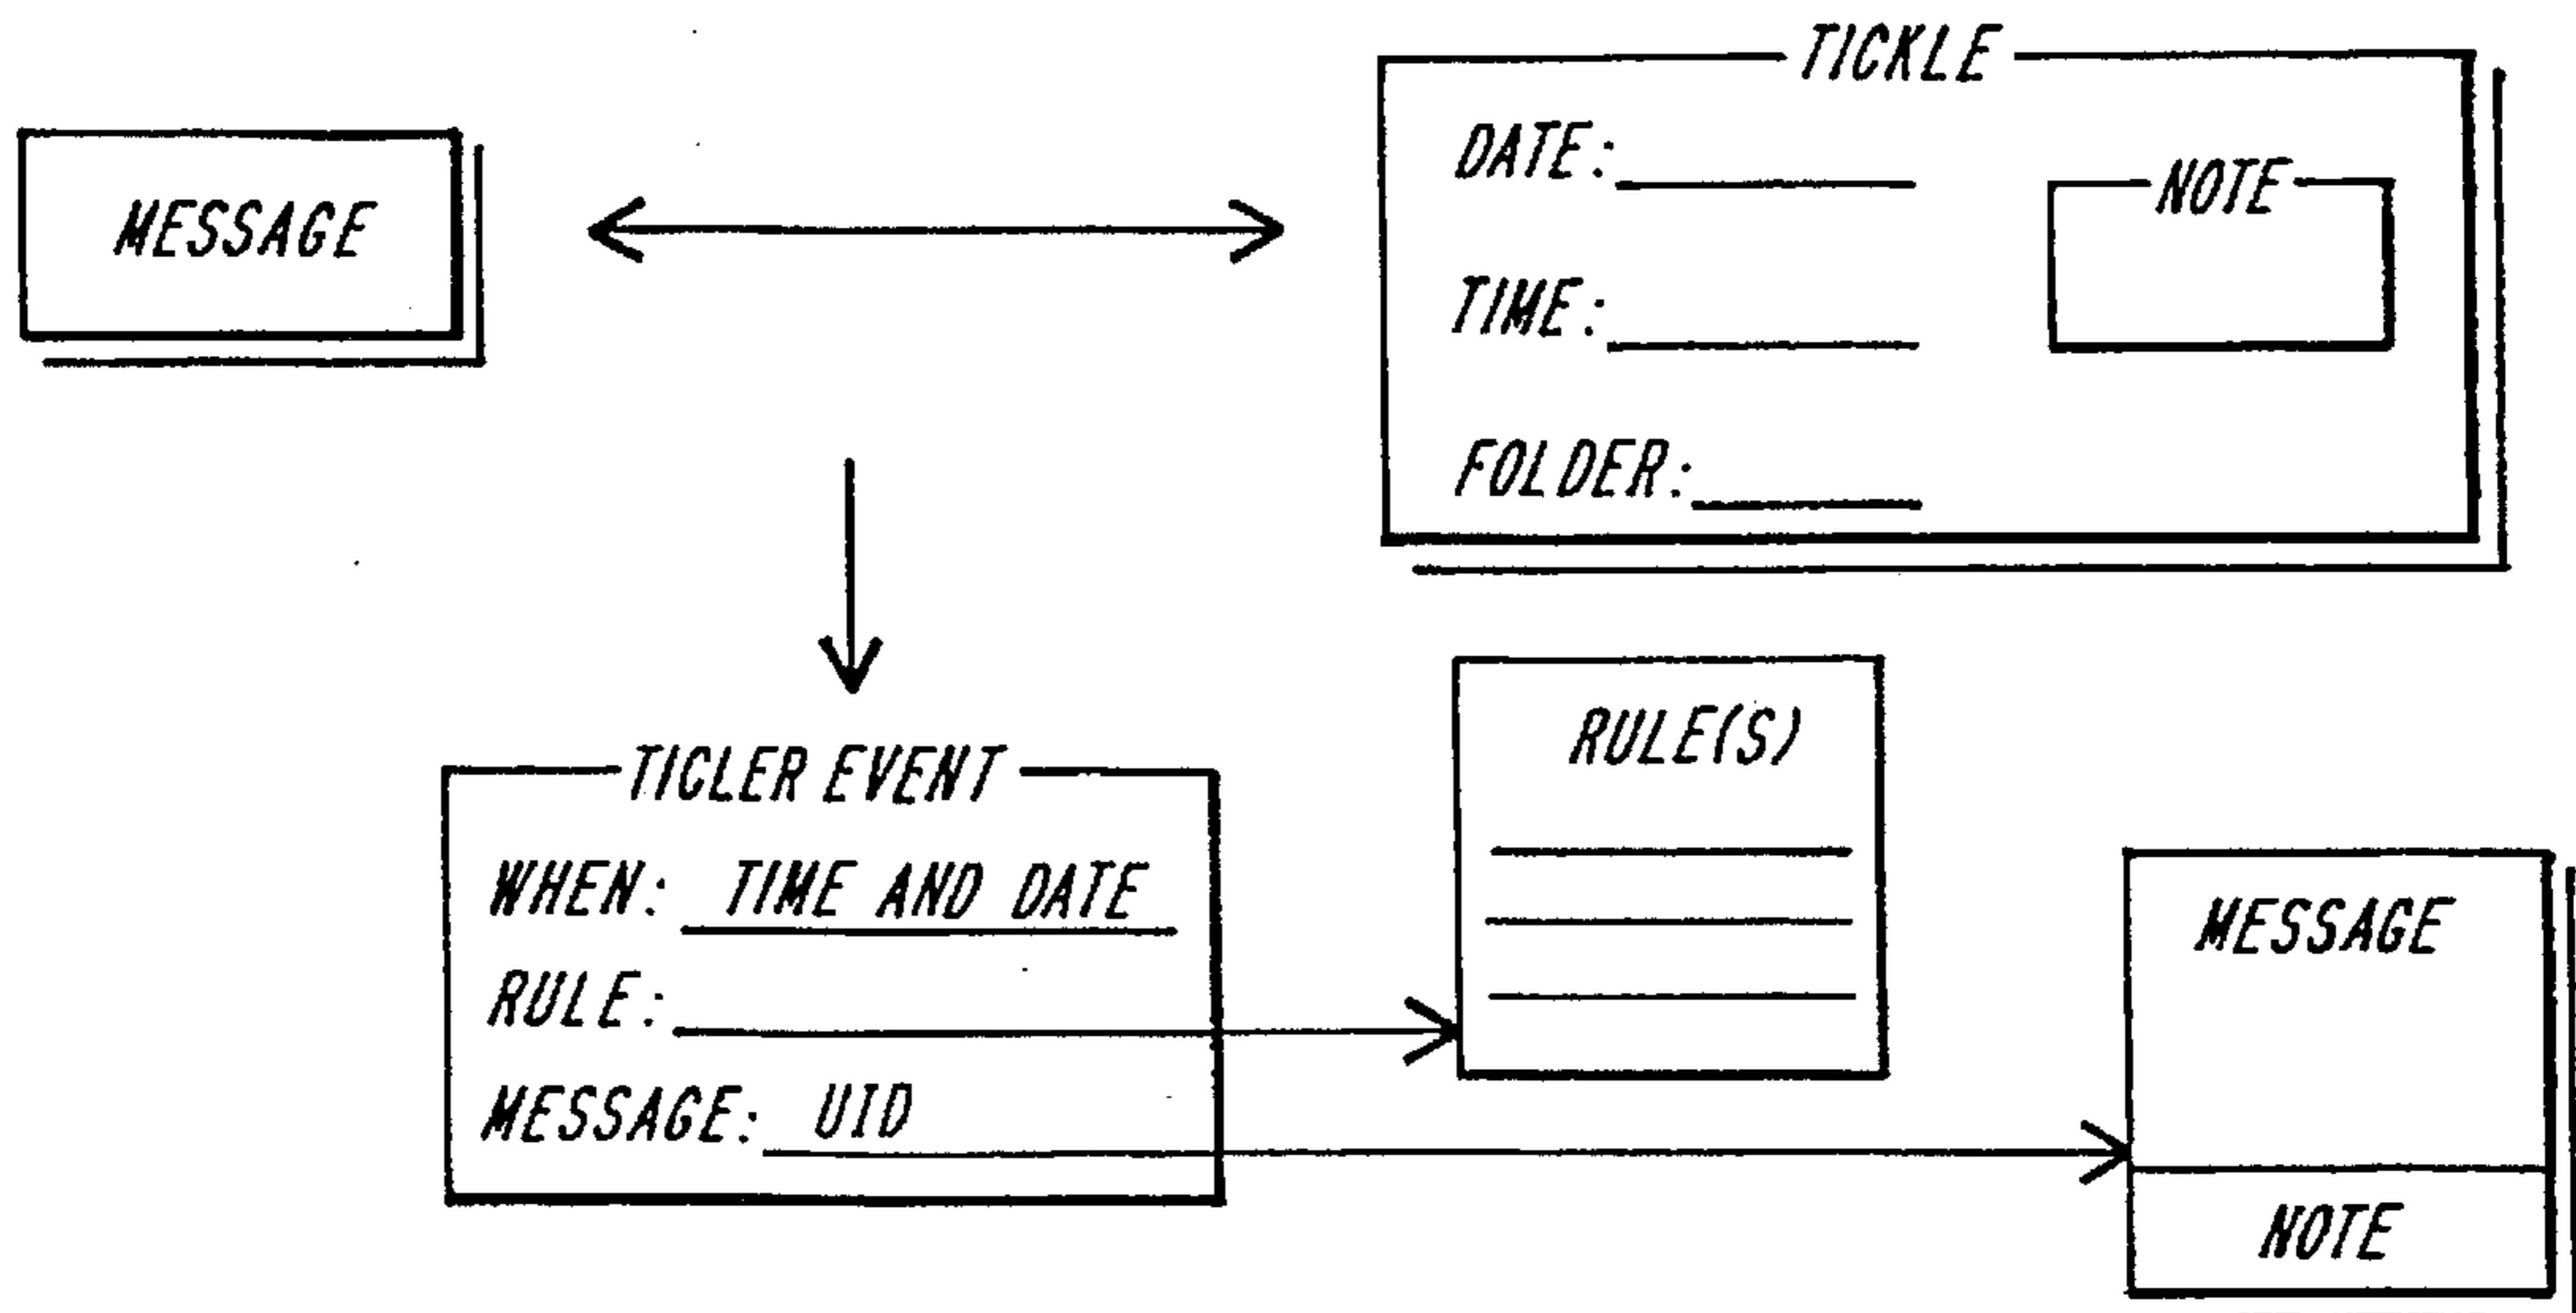 TICKLE
MESSAGE
DATE:
NOTE
TIME:
FOLDER:
TICLER EVENT
WHEN: TIME AND DATE
RULE:
MESSAGE: UID
RULE(S)
MESSAGE
NOTE